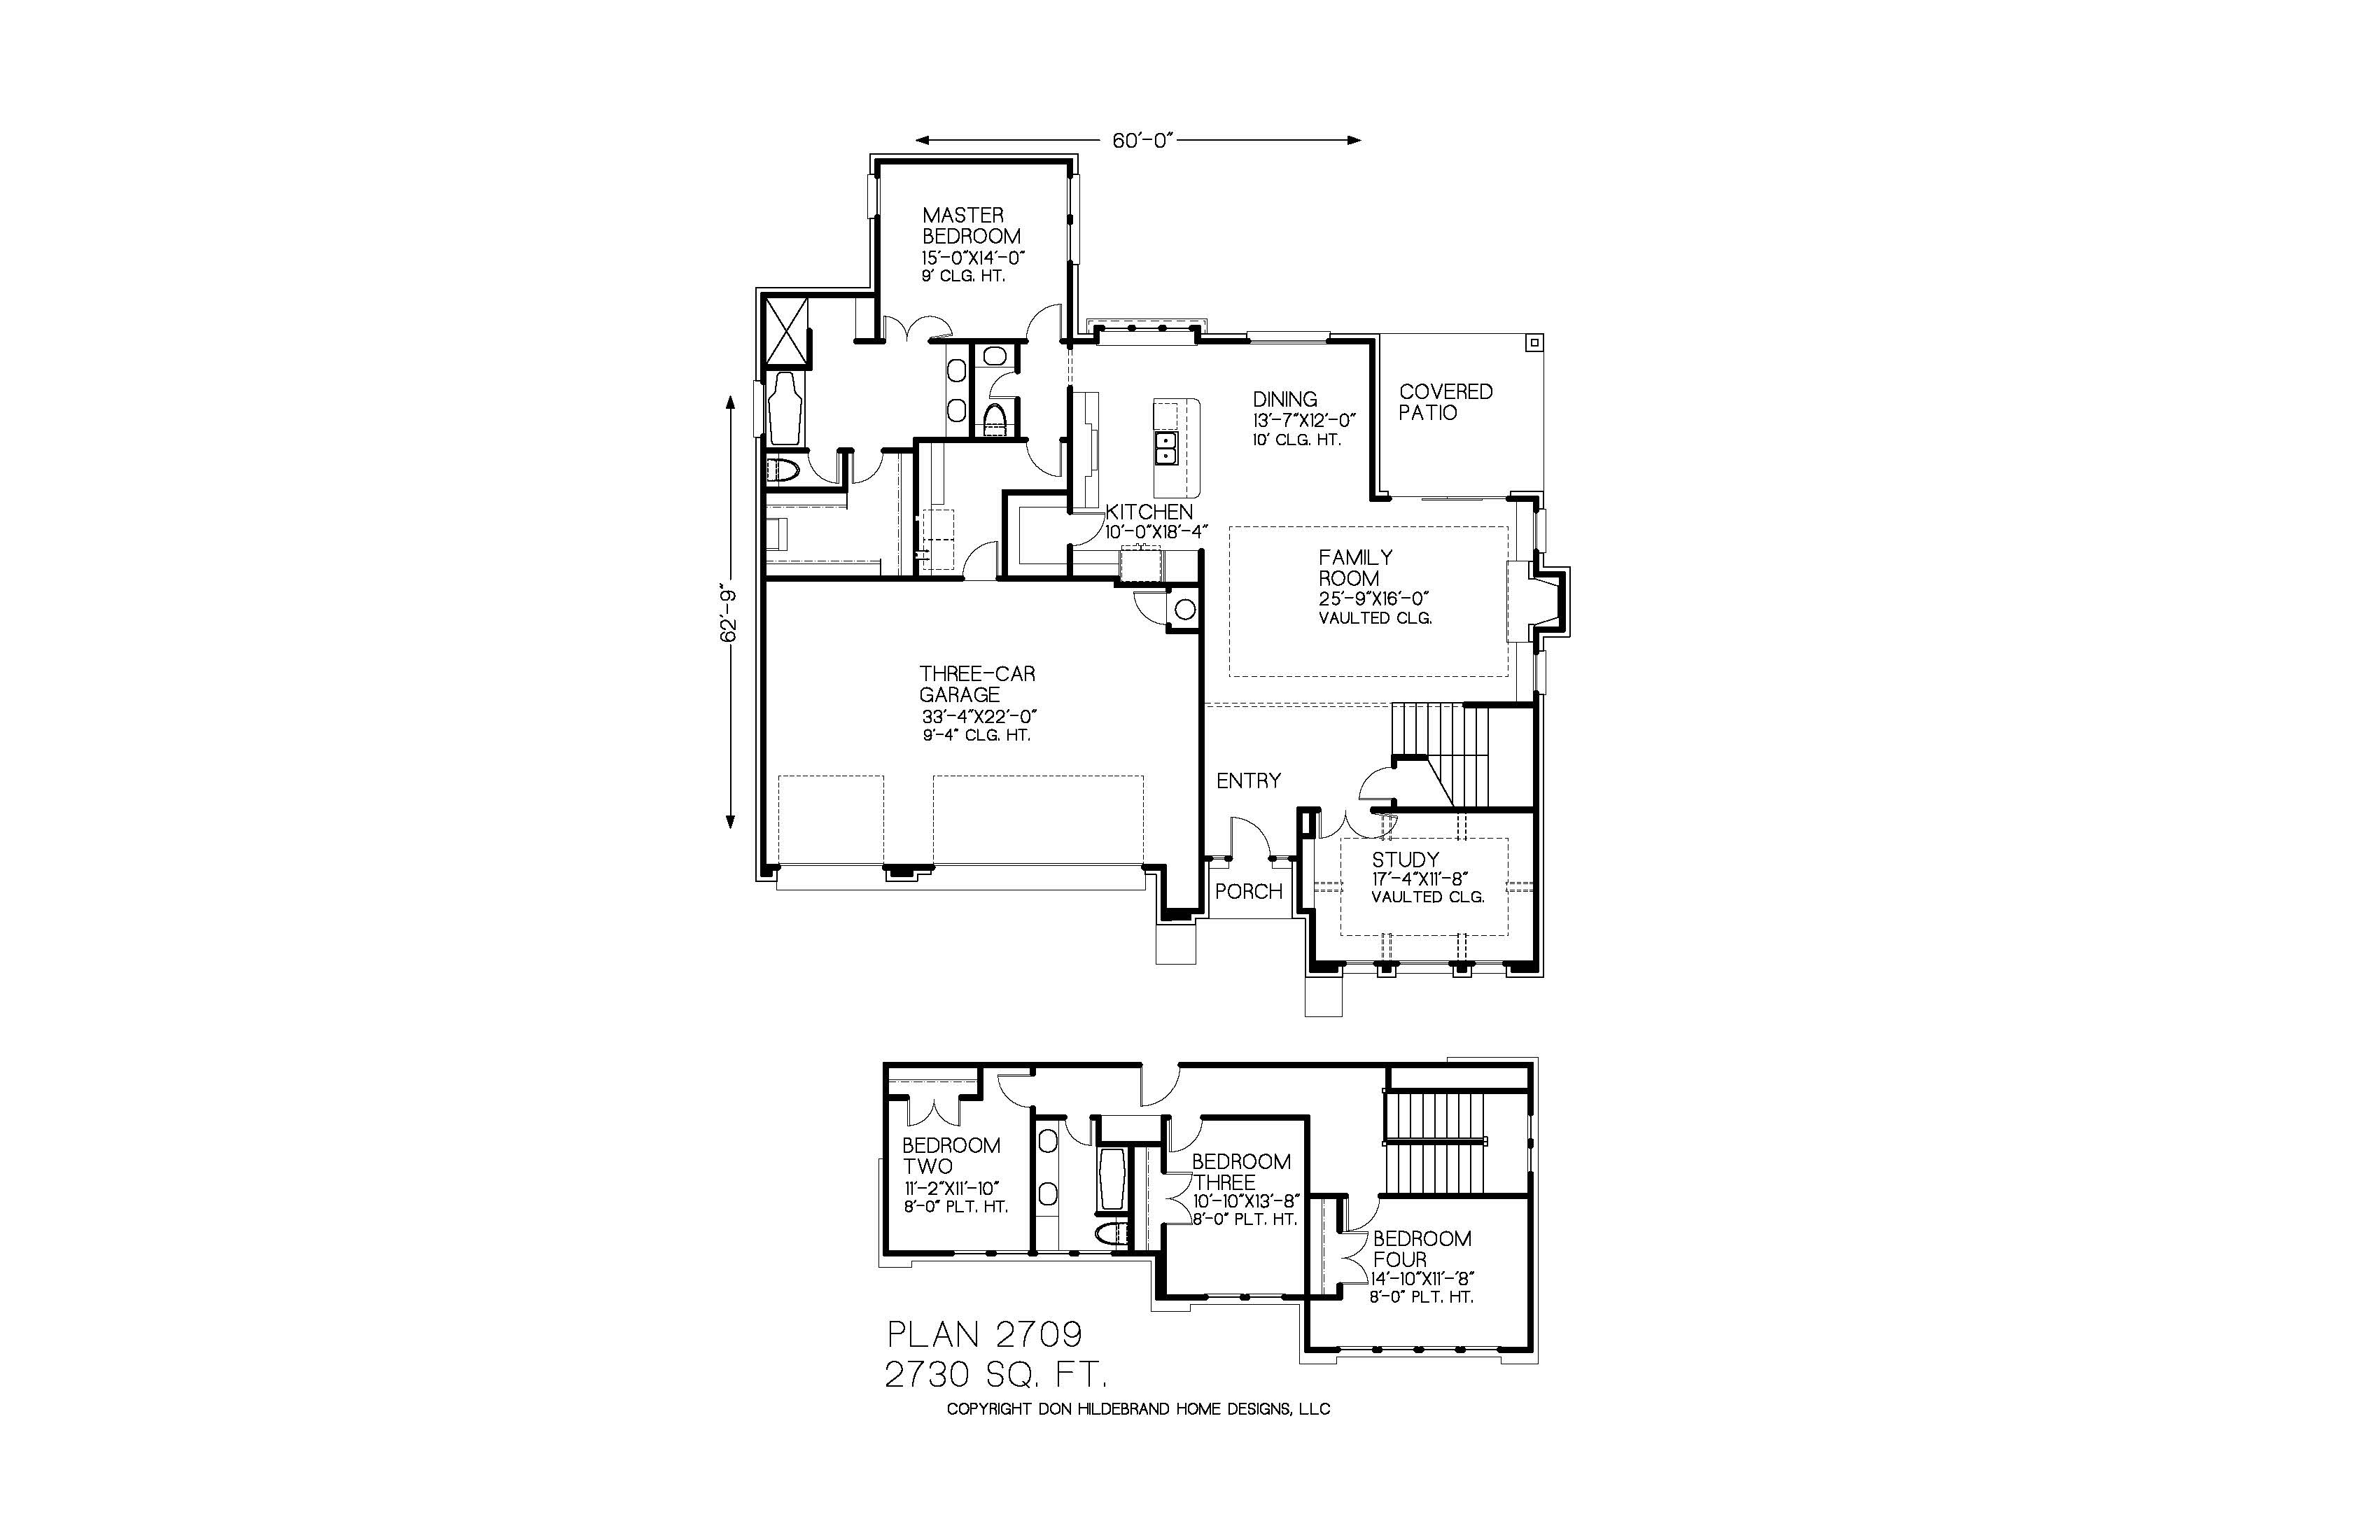 60'-0"
MASTER
BEDROOM
15'-0"X14'-0"
9' CLG. HT.
COVERED
PATIO
DINING
13'-7"X12'-0"
10' CLG. HT.
KITCHEN
10'-0"X18'-4"
FAMILY
ROOM
25'-9"X16'-0"
VAULTED CLG.
62'-9"
THREE-CAR
GARAGE
33'-4"X22'-0"
9'-4" CLG. HT.
ENTRY
STUDY
17'-4"X11'-8"
VAULTED CLG.
PORCH
BEDROOM
TWO
11'-2"X11'-10"
8'-0" PLT. HT.
BEDROOM
THREE
10'-10"X13'-8"
8'-0" PLT. HT.
BEDROOM
FOUR
14'-10"X11'-'8"
8'-0" PLT. HT.
PLAN 2709
2730 SQ. FT.
COPYRIGHT DON HILDEBRAND HOME DESIGNS, LLC